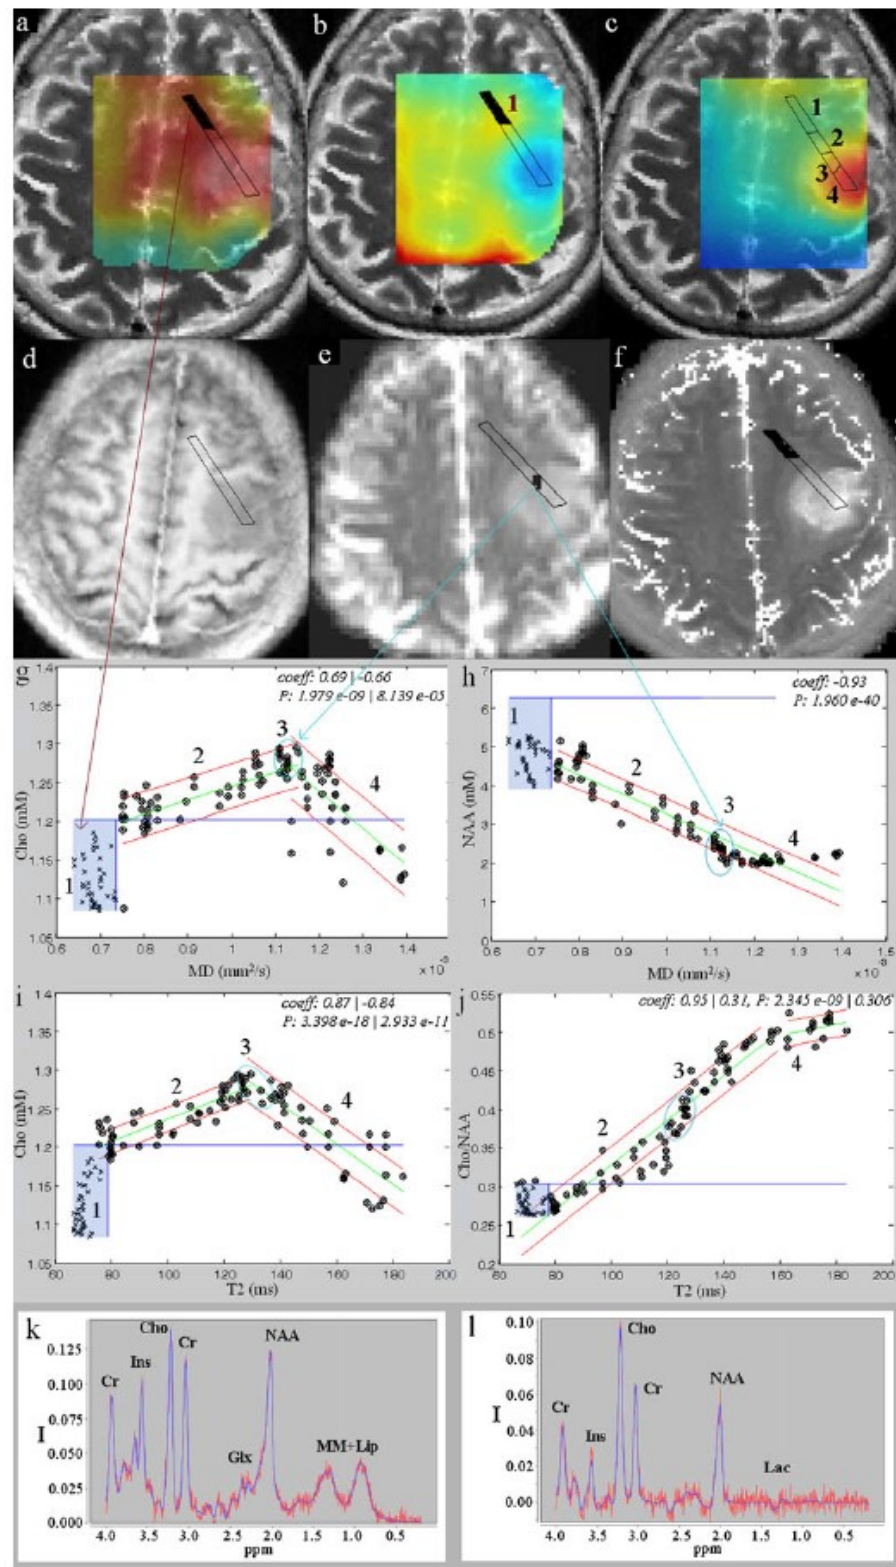 a
b
c
1
1
2
3
4
d
e
f
g
coeff: 0.69 | -0.66
P: 1.979 e-09 | 8.139 e-05
1.4
1.35
1.3
1.25
1.2
1.15
1.1
1.05
Cho (mM)
1
2
3
4
0.6 0.7 0.8 0.9 1 1.1 1.2 1.3 1.4
MD (mm²/s)
× 10⁻³
h
coeff: -0.93
P: 1.960 e-40
7
6
5
4
3
2
1
0
NAA (mM)
1
2
3
4
0.6 0.7 0.8 0.9 1 1.1 1.2 1.3 1.4 1.5
MD (mm²/s)
× 10⁻³
i
coeff: 0.87 | -0.84
P: 3.398 e-18 | 2.933 e-11
1.4
1.35
1.3
1.25
1.2
1.15
1.1
1.05
Cho (mM)
1
2
3
4
60 80 100 120 140 160 180 200
T2 (ms)
j
coeff: 0.95 | 0.31, P: 2.345 e-09 | 0.306
0.55
0.5
0.45
0.4
0.35
0.3
0.25
0.2
Cho/NAA
1
2
3
4
60 80 100 120 140 160 180 200
T2 (ms)
k
Cho
Cr
NAA
Ins
Cr
Glx
MM+Lip
0.125
0.100
0.075
0.050
0.025
0.000
I
4.0 3.5 3.0 2.5 2.0 1.5 1.0 0.5
ppm
l
Cho
Cr
NAA
Cr
Ins
Lac
0.10
0.08
0.06
0.04
0.02
0.00
I
4.0 3.5 3.0 2.5 2.0 1.5 1.0 0.5
ppm